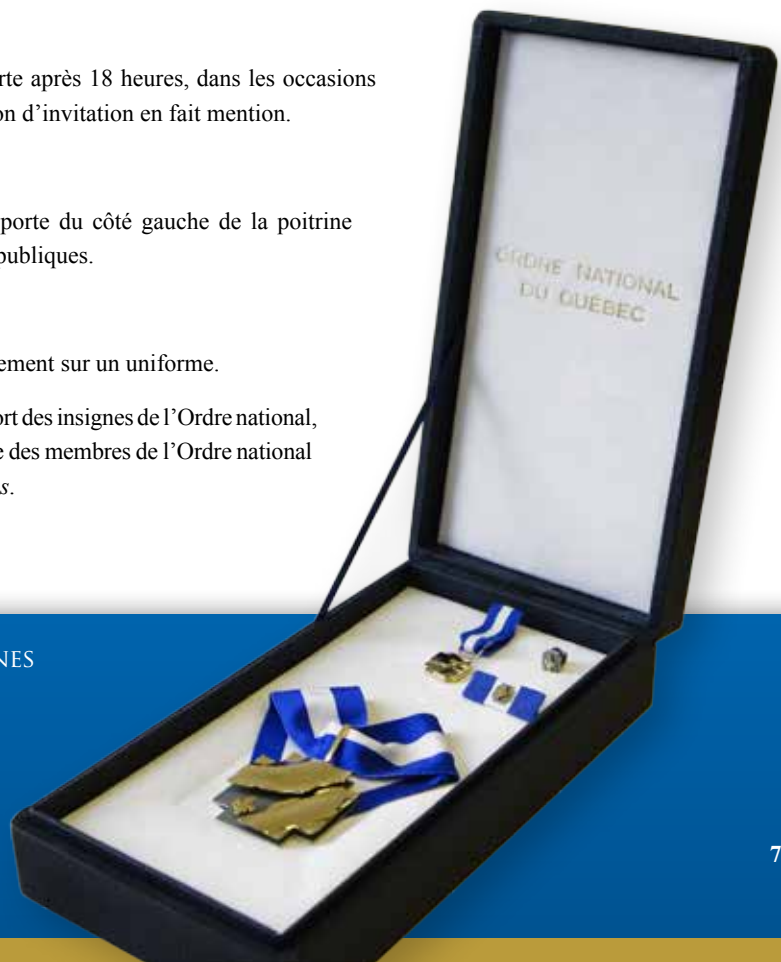 rte après 18 heures, dans les occasions
on d’invitation en fait mention.
porte du côté gauche de la poitrine
publiques.
ement sur un uniforme.
ort des insignes de l’Ordre national,
e des membres de l’Ordre national
s.
ORDRE NATIONAL
DU QUÉBEC
NES
7